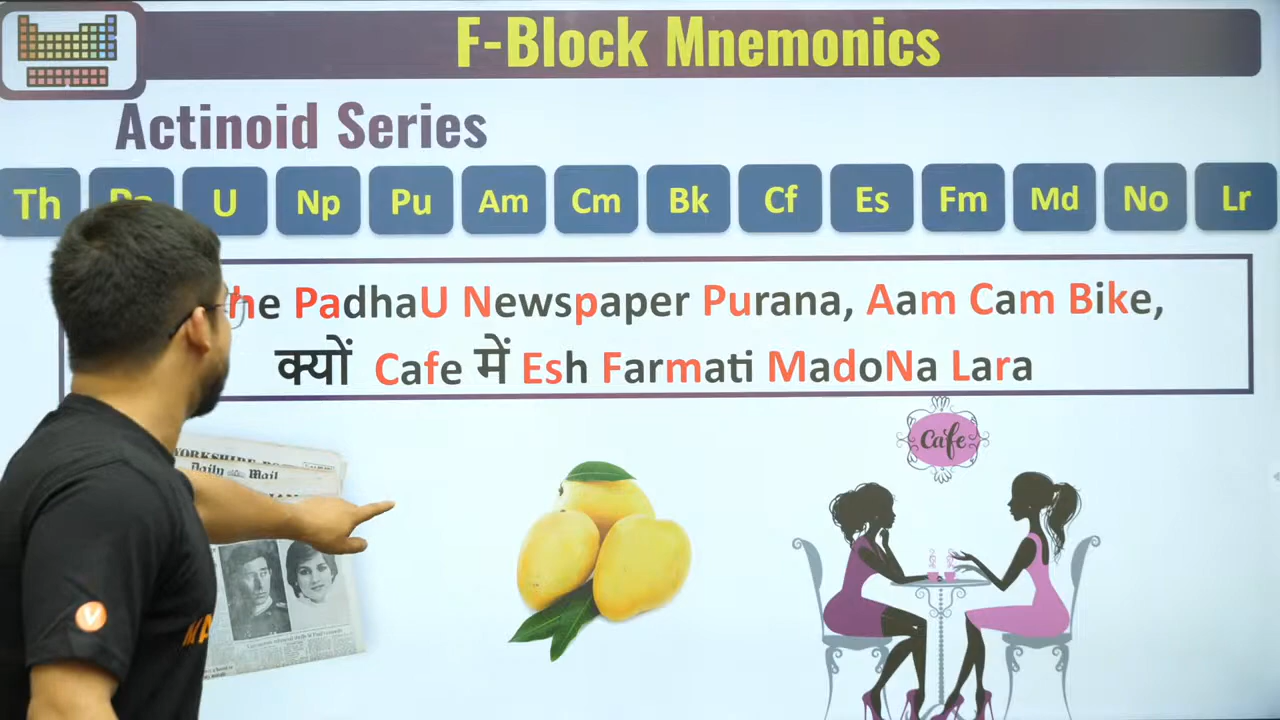 F-Block Mnemonics
Actinoid Series
Th U Np Pu Am Cm Bk Cf Es Fm Md No Lr
PadhaU Newspaper Purana, Aam Cam Bike,
क्यों Cafe में Esh Farmati MadoNa Lara
Cafe
Daily Mail